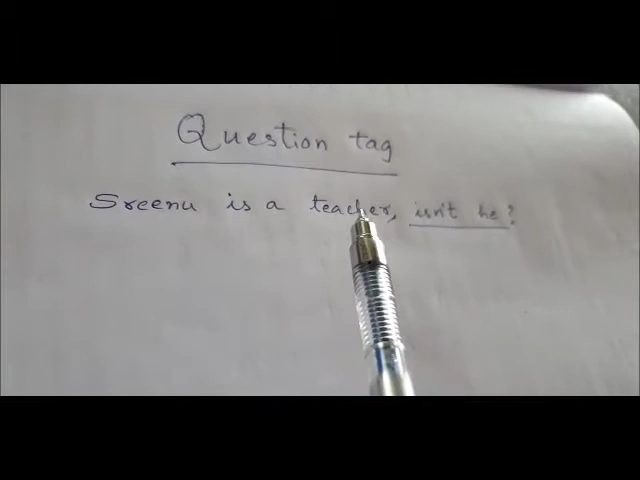 Question tag
Sreenu is a teacher, isn't he?